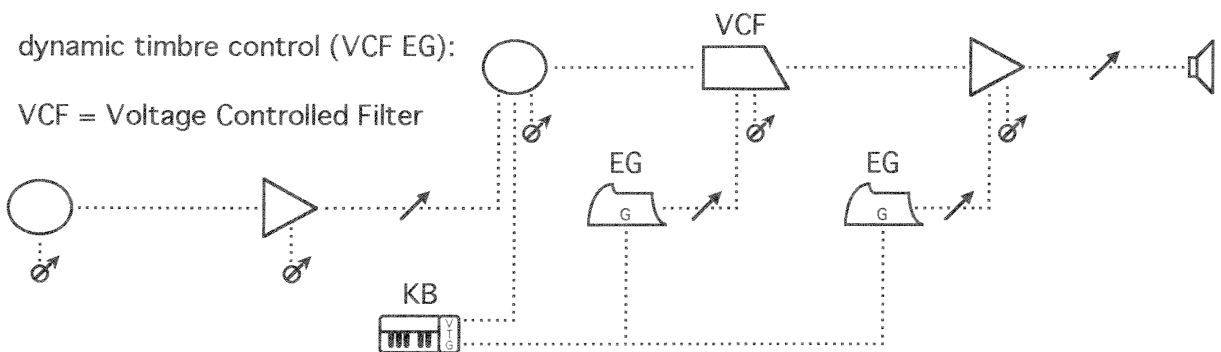 VCF
dynamic timbre control (VCF EG):
VCF = Voltage Controlled Filter
EG
EG
G
G
KB
V
T
G